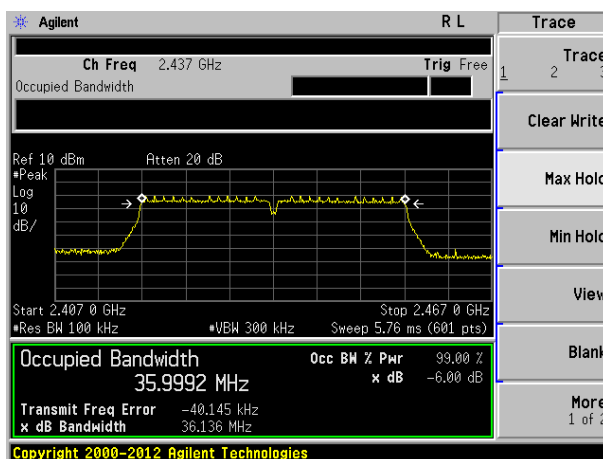 Agilent R L Trace
Ch Freq 2.437 GHz Trig Free
Occupied Bandwidth
Trace
1 2 3
Clear Write
Ref 10 dBm Atten 20 dB
#Peak
Log
10
dB/
Max Hold
Min Hold
View
Start 2.407 0 GHz Stop 2.467 0 GHz
#Res BW 100 kHz #VBW 300 kHz Sweep 5.76 ms (601 pts)
Blank
Occupied Bandwidth Occ BW % Pwr 99.00 %
35.9992 MHz x dB -6.00 dB
Transmit Freq Error -40.145 kHz
x dB Bandwidth 36.136 MHz
More
1 of 2
Copyright 2000-2012 Agilent Technologies